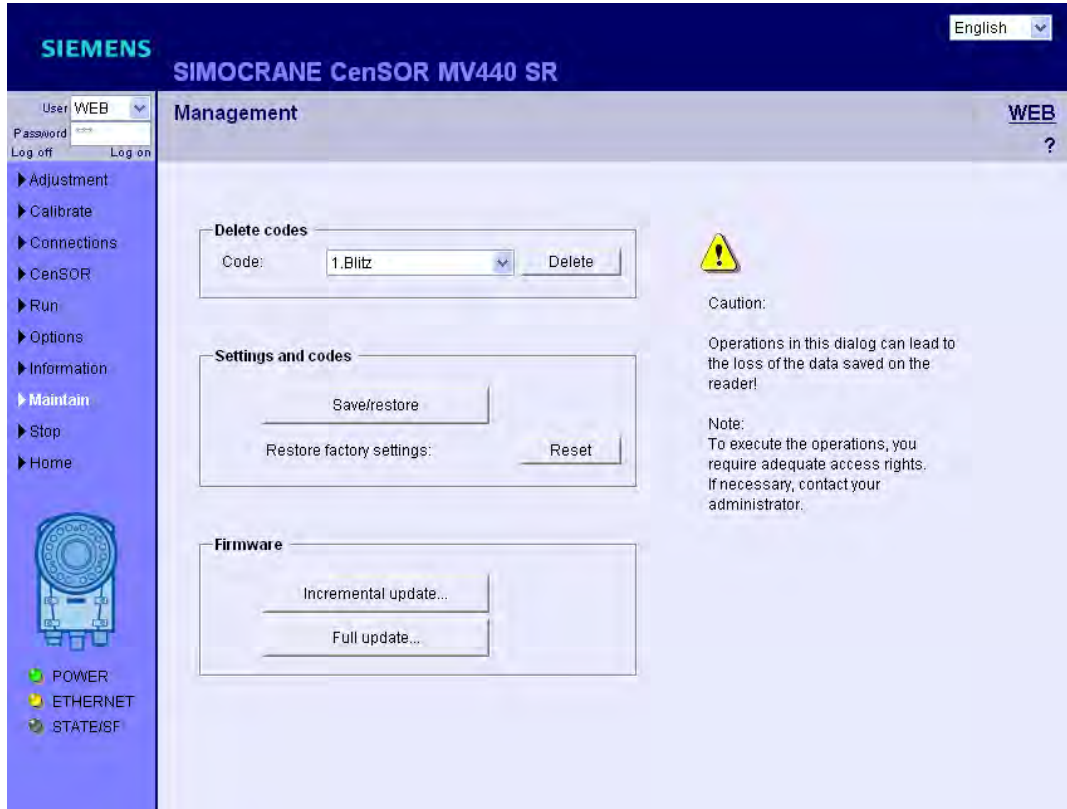 English
SIEMENS
SIMOCRANE CenSOR MV440 SR
User WEB
Password ***
Log off Log on
Management
WEB
?
Adjustment
Calibrate
Connections
CenSOR
Run
Options
Information
Maintain
Stop
Home
POWER
ETHERNET
STATE/SF
Delete codes
Code: 1.Blitz Delete
Settings and codes
Save/restore
Restore factory settings: Reset
Firmware
Incremental update...
Full update...
Caution:
Operations in this dialog can lead to
the loss of the data saved on the
reader!
Note:
To execute the operations, you
require adequate access rights.
If necessary, contact your
administrator.